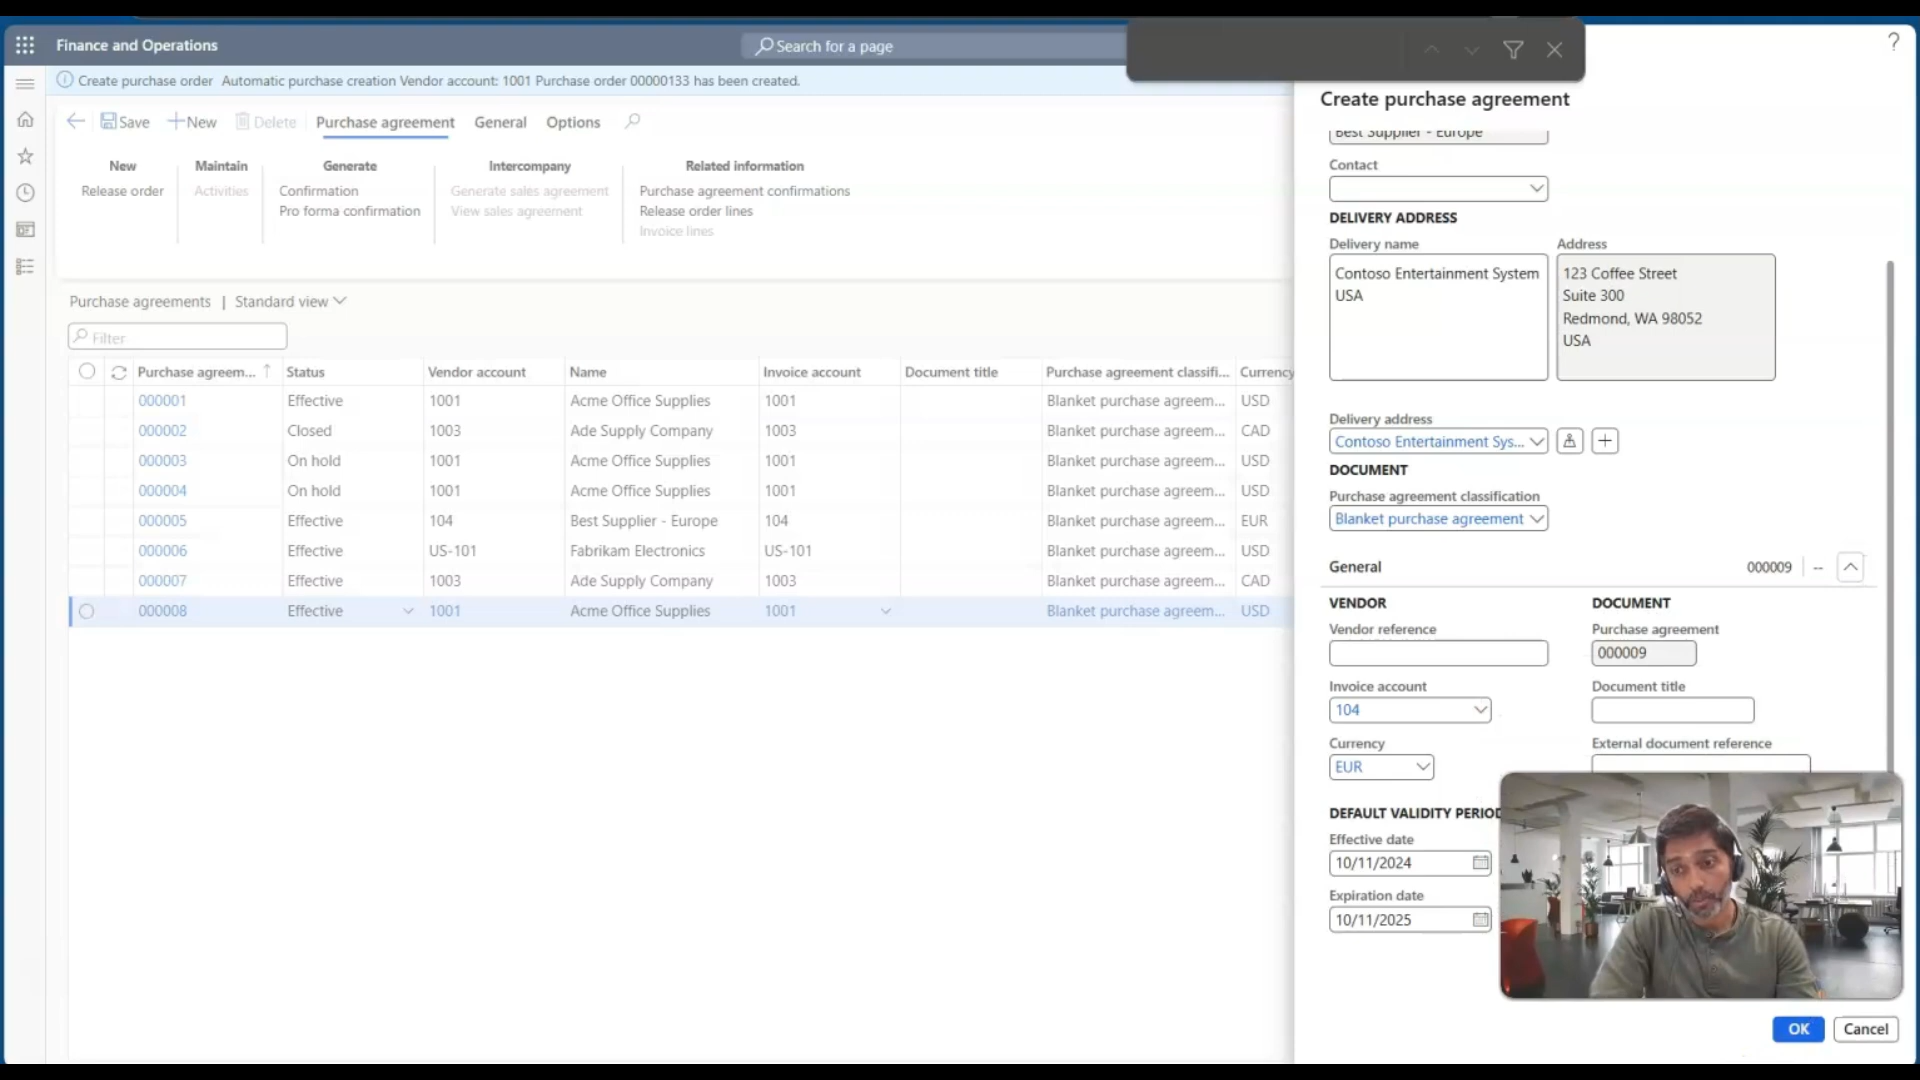 Finance and Operations
Search for a page
?
Create purchase order Automatic purchase creation Vendor account: 1001 Purchase order 00000133 has been created.
Save New Delete Purchase agreement General Options
New Maintain Generate Intercompany Related information
Release order Activities Confirmation Generate sales agreement Purchase agreement confirmations
Pro forma confirmation View sales agreement Release order lines
Invoice lines
Purchase agreements | Standard view
Filter
Purchase agreem... Status Vendor account Name Invoice account Document title Purchase agreement classifi... Currency
000001 Effective 1001 Acme Office Supplies 1001 Blanket purchase agreem... USD
000002 Closed 1003 Ade Supply Company 1003 Blanket purchase agreem... CAD
000003 On hold 1001 Acme Office Supplies 1001 Blanket purchase agreem... USD
000004 On hold 1001 Acme Office Supplies 1001 Blanket purchase agreem... USD
000005 Effective 104 Best Supplier - Europe 104 Blanket purchase agreem... EUR
000006 Effective US-101 Fabrikam Electronics US-101 Blanket purchase agreem... USD
000007 Effective 1003 Ade Supply Company 1003 Blanket purchase agreem... CAD
000008 Effective 1001 Acme Office Supplies 1001 Blanket purchase agreem... USD
Create purchase agreement
Best Supplier - Europe
Contact
DELIVERY ADDRESS
Delivery name Address
Contoso Entertainment System 123 Coffee Street
USA Suite 300
Redmond, WA 98052
USA
Delivery address
Contoso Entertainment Sys...
DOCUMENT
Purchase agreement classification
Blanket purchase agreement
General 000009 | --
VENDOR DOCUMENT
Vendor reference Purchase agreement
000009
Invoice account Document title
104
Currency External document reference
EUR
DEFAULT VALIDITY PERIOD
Effective date
10/11/2024
Expiration date
10/11/2025
OK Cancel